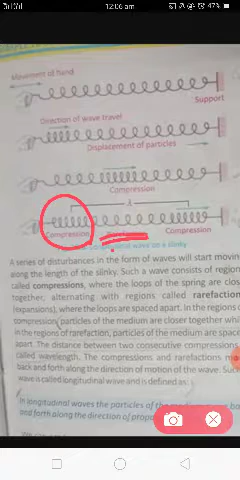 12:06 am
47%
Movement of hand
Support
Direction of wave travel
Displacement of particles
Compression
A
Compression Compression
wave on a slinky
A series of disturbances in the form of waves will start movin
along the length of the slinky. Such a wave consists of region
called compressions, where the loops of the spring are clos
together, alternating with regions called rarefaction
(expansions), where the loops are spaced apart. In the regions o
compression, particles of the medium are closer together whil
in the regions of rarefaction, particles of the medium are space
apart. The distance between two consecutive compressions
called wavelength. The compressions and rarefactions mo
back and forth along the direction of motion of the wave. Suc
wave is called longitudinal wave and is defined as:
In longitudinal waves the particles of the
and forth along the direction of propa